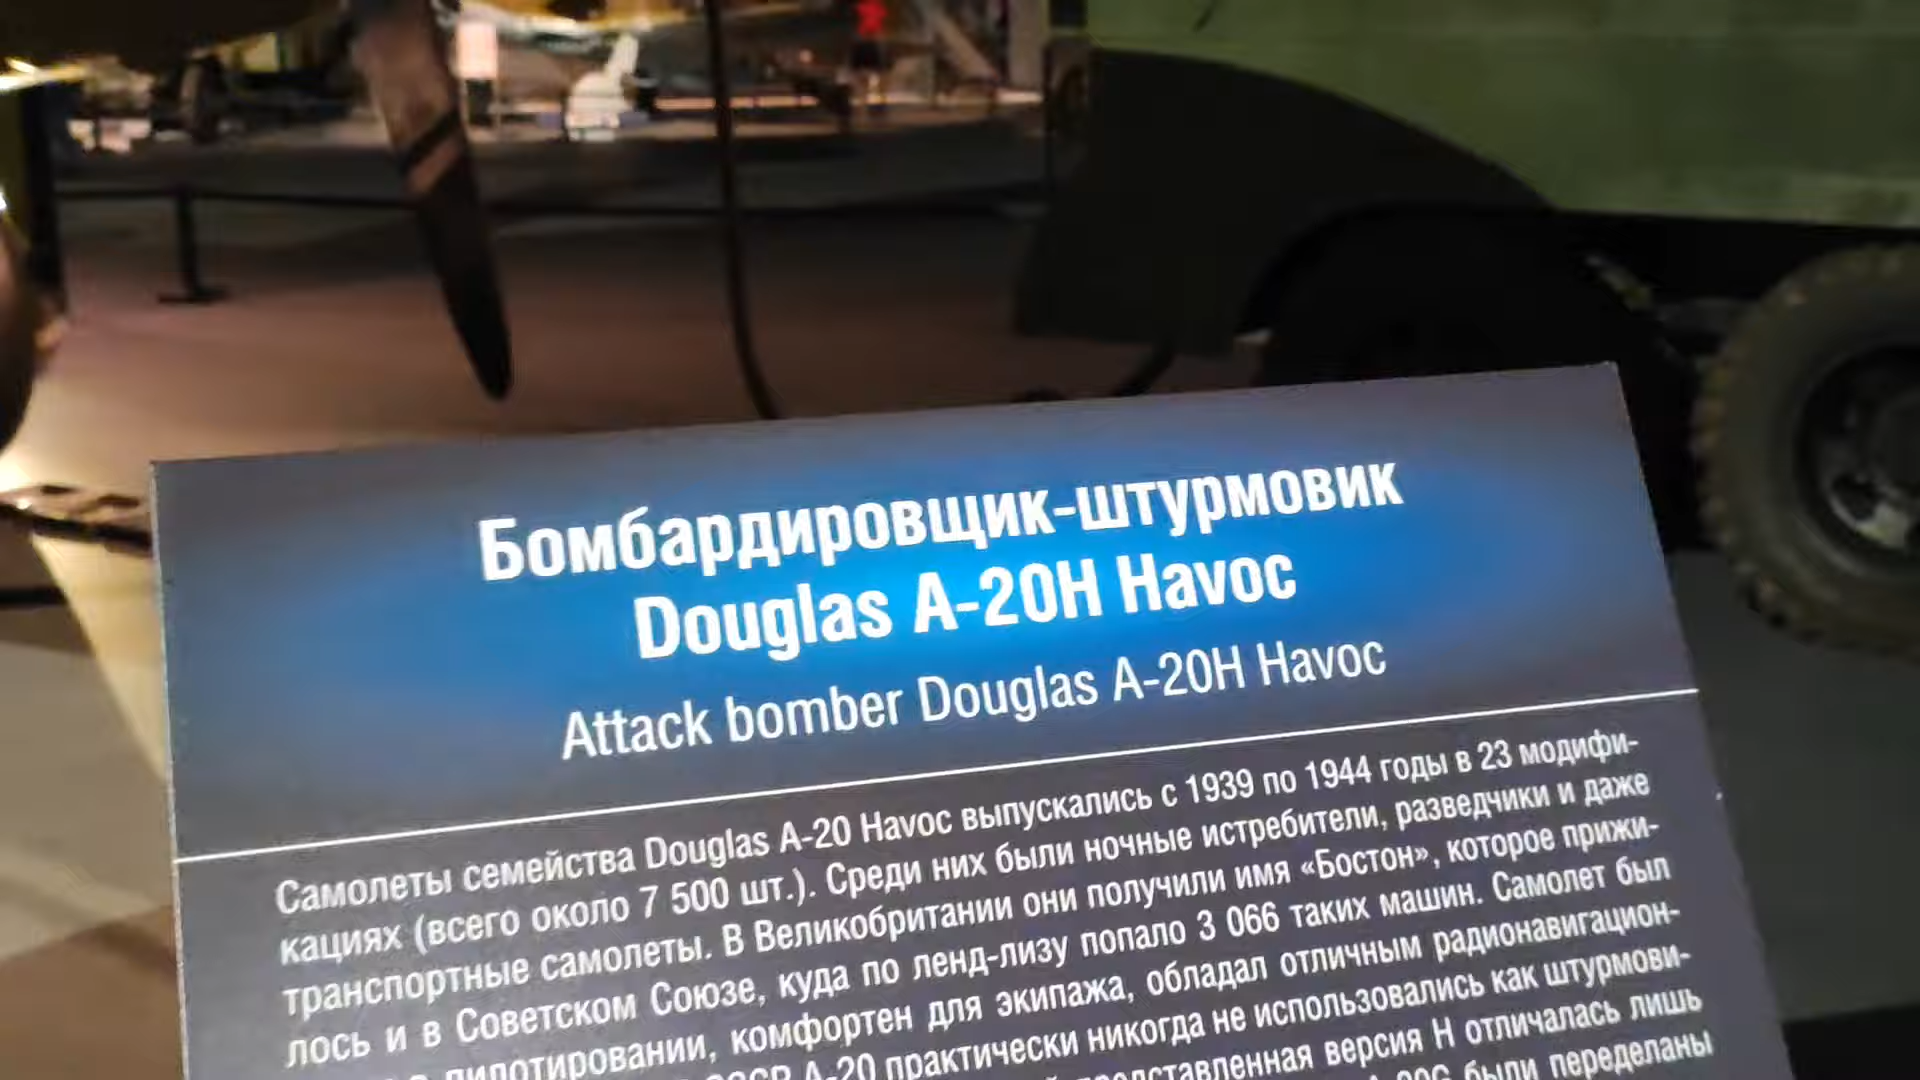 Бомбардировщик-штурмовик
Douglas A-20H Havoc
Attack bomber Douglas A-20H Havoc
Самолеты семейства Douglas A-20 Havoc выпускались с 1939 по 1944 годы в 23 модифи-
кациях (всего около 7 500 шт.). Среди них были ночные истребители, разведчики и даже
транспортные самолеты. В Великобритании они получили имя «Бостон», которое прижи-
лось и в Советском Союзе, куда по ленд-лизу попало 3 066 таких машин. Самолет был
пилотировании, комфортен для экипажа, обладал отличным радионавигацион-
А-20 практически никогда не использовались как штурмови-
представленная версия Н отличалась лишь
были переделаны